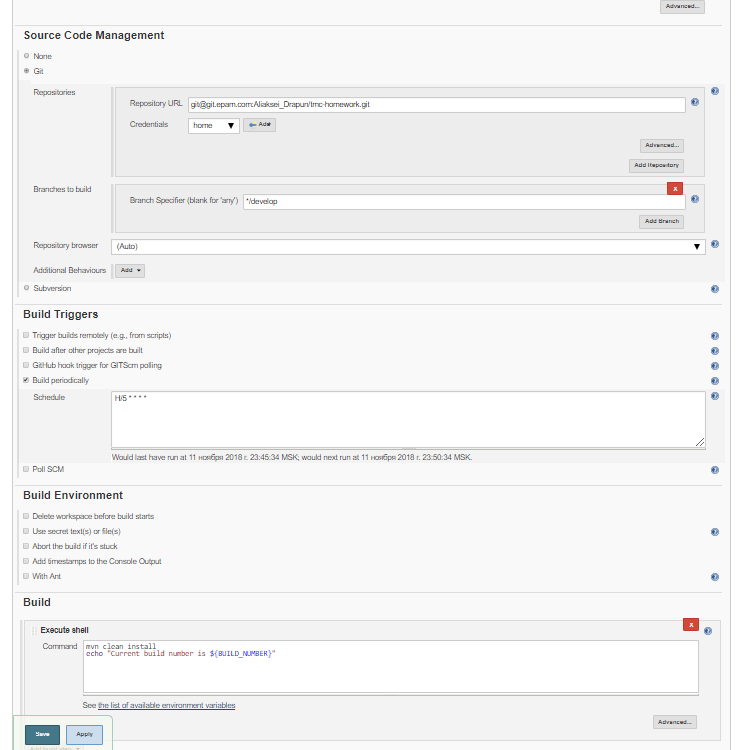 Advanced...
Source Code Management
None
Git
Repositories
Repository URL git@git.epam.com:Aliaksei_Drapun/tmc-homework.git
Credentials home Add
Advanced...
Add Repository
Branches to build
X
Branch Specifier (blank for 'any') */develop
Add Branch
Repository browser (Auto)
Additional Behaviours Add
Subversion
Build Triggers
Trigger builds remotely (e.g., from scripts)
Build after other projects are built
GitHub hook trigger for GITScm polling
Build periodically
Schedule H/5 * * * *
Would last have run at 11 ноября 2018 г. 23:45:34 MSK; would next run at 11 ноября 2018 г. 23:50:34 MSK.
Poll SCM
Build Environment
Delete workspace before build starts
Use secret text(s) or file(s)
Abort the build if it's stuck
Add timestamps to the Console Output
With Ant
Build
X
Execute shell
Command mvn clean install
echo "Current build number is ${BUILD_NUMBER}"
See the list of available environment variables
Advanced...
Save Apply